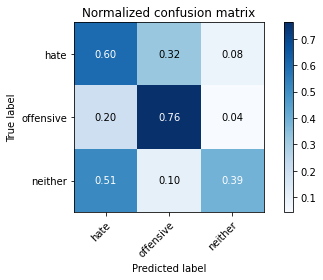 Normalized confusion matrix
True label
hate 0.60 0.32 0.08
offensive 0.20 0.76 0.04
neither 0.51 0.10 0.39
hate offensive neither
Predicted label
0.7
0.6
0.5
0.4
0.3
0.2
0.1